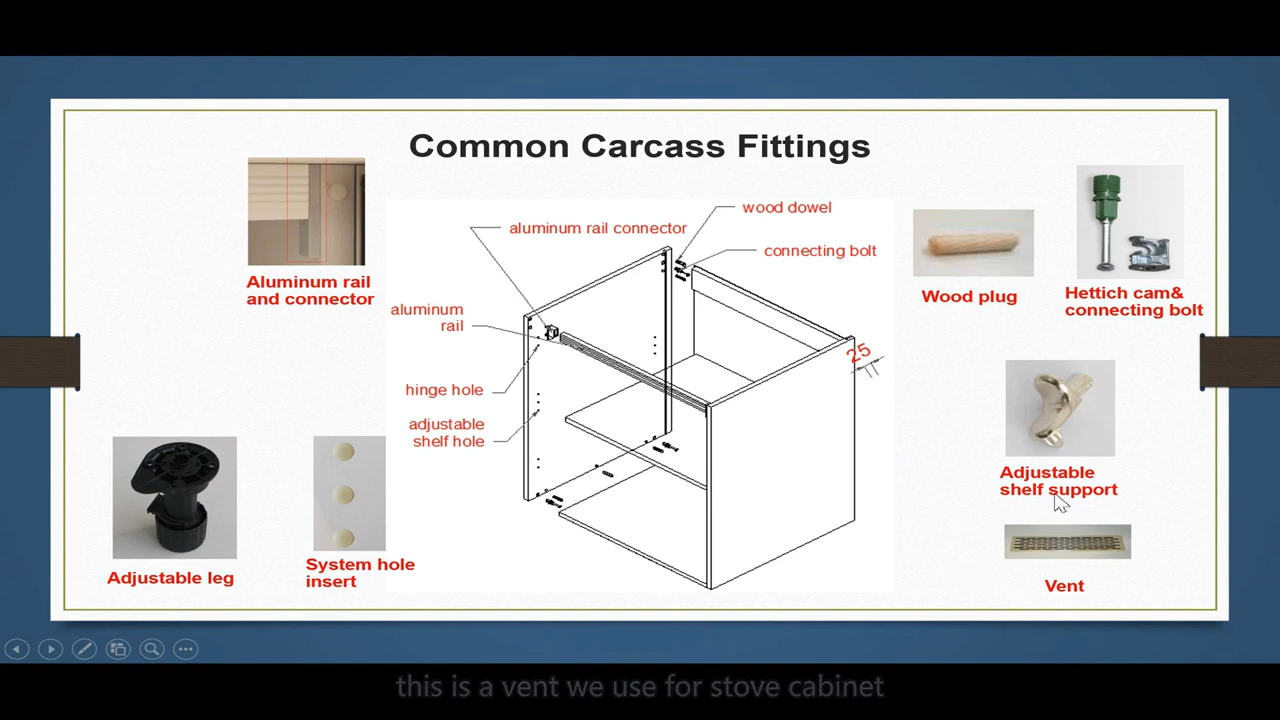 Common Carcass Fittings
Aluminum rail
and connector
aluminum rail connector
wood dowel
connecting bolt
aluminum
rail
hinge hole
adjustable
shelf hole
25
Wood plug
Hettich cam&
connecting bolt
Adjustable
shelf support
Vent
Adjustable leg
System hole
insert
this is a vent we use for stove cabinet